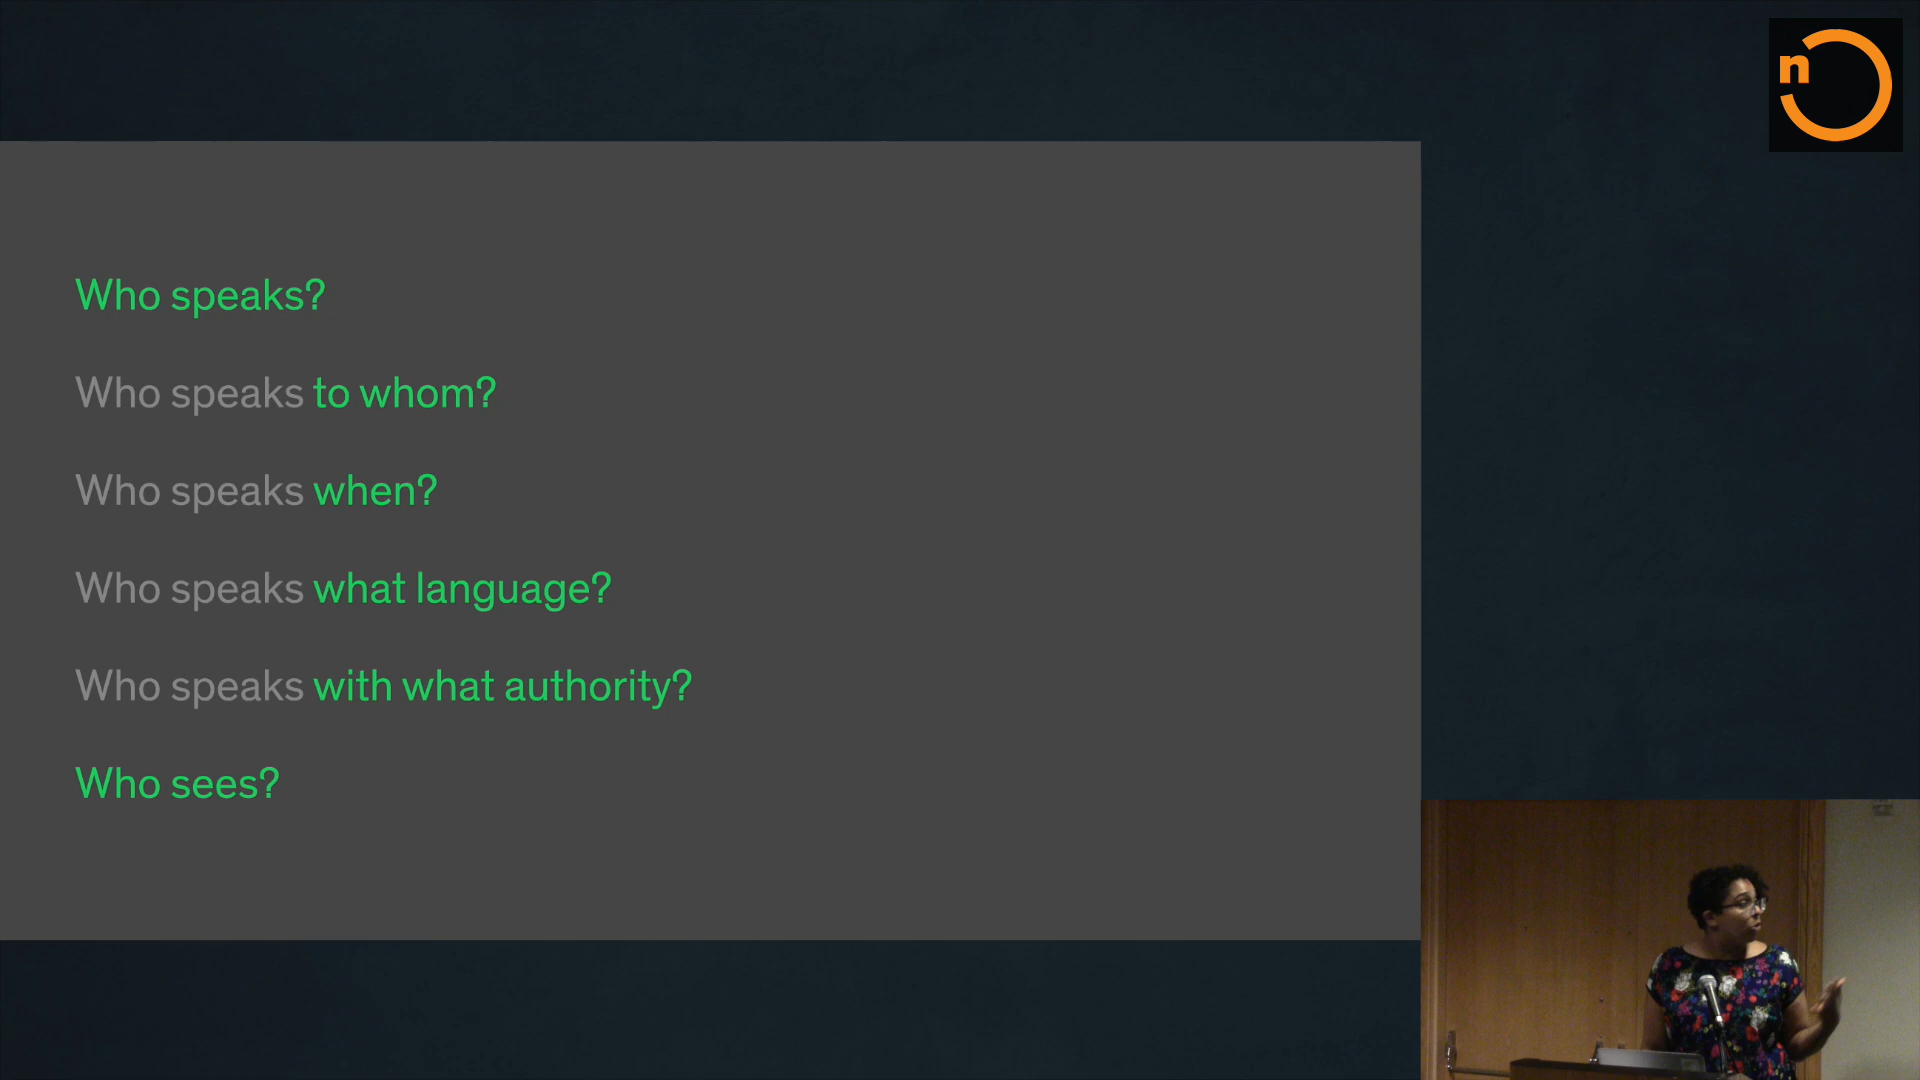 n
Who speaks?
Who speaks to whom?
Who speaks when?
Who speaks what language?
Who speaks with what authority?
Who sees?